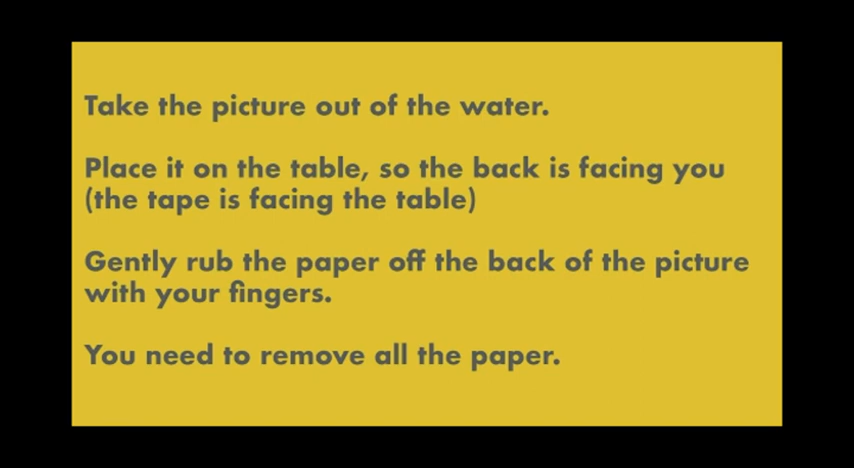 Take the picture out of the water.
Place it on the table, so the back is facing you
(the tape is facing the table)
Gently rub the paper off the back of the picture
with your fingers.
You need to remove all the paper.